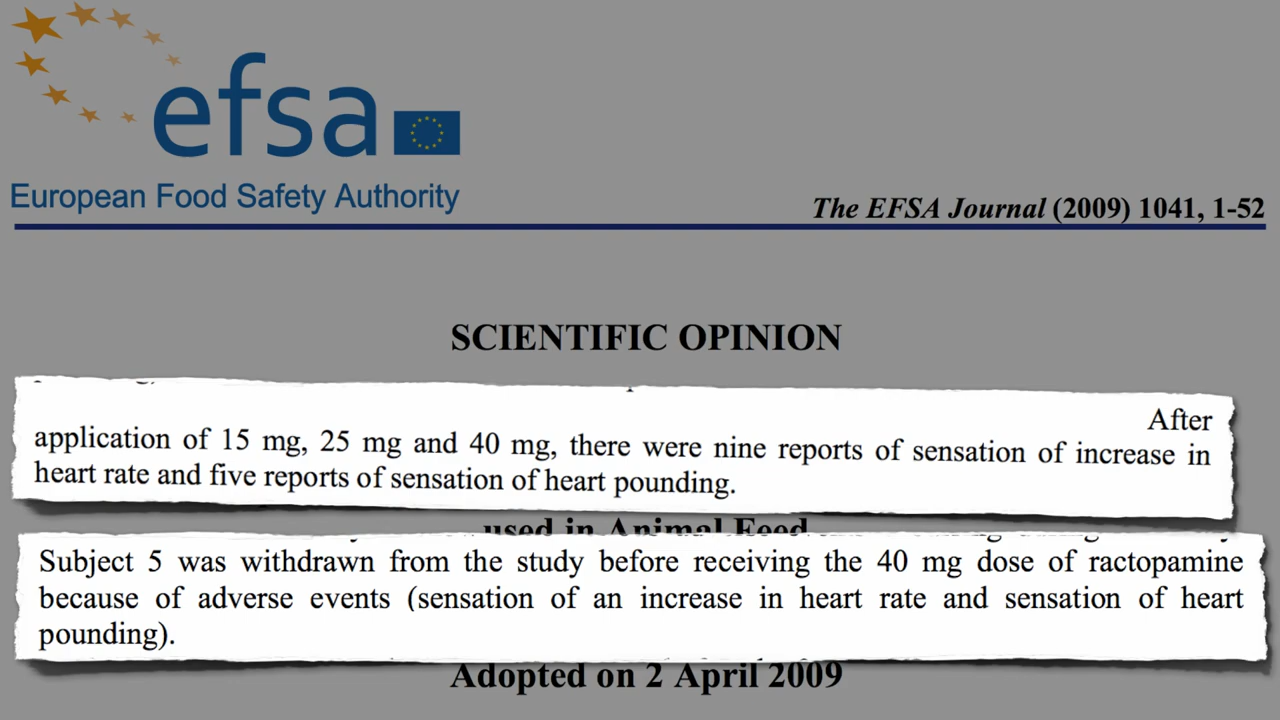 efsa
European Food Safety Authority
The EFSA Journal (2009) 1041, 1-52
SCIENTIFIC OPINION
After
application of 15 mg, 25 mg and 40 mg, there were nine reports of sensation of increase in
heart rate and five reports of sensation of heart pounding.
used in Animal Feed
Subject 5 was withdrawn from the study before receiving the 40 mg dose of ractopamine
because of adverse events (sensation of an increase in heart rate and sensation of heart
pounding).
Adopted on 2 April 2009